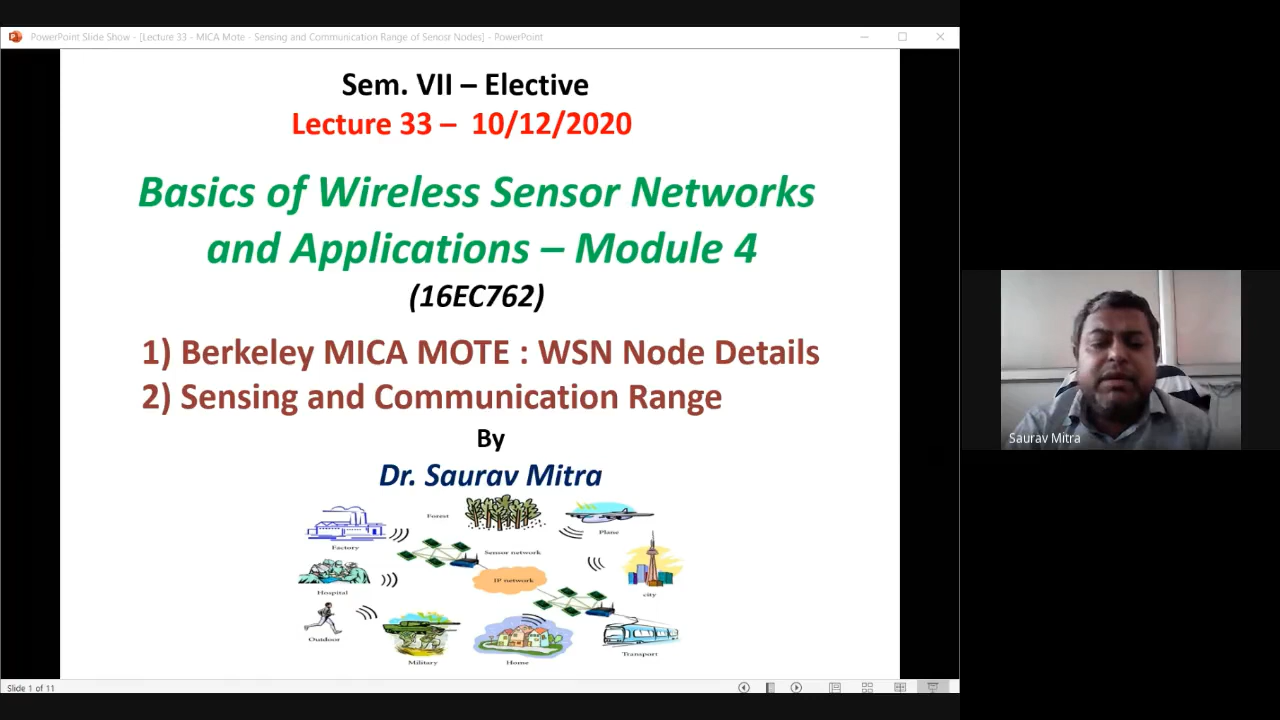 PowerPoint Slide Show - [Lecture 33 - MICA Mote - Sensing and Communication Range of Senosr Nodes] - PowerPoint
Sem. VII – Elective
Lecture 33 – 10/12/2020
Basics of Wireless Sensor Networks
and Applications – Module 4
(16EC762)
1) Berkeley MICA MOTE : WSN Node Details
2) Sensing and Communication Range
By
Dr. Saurav Mitra
Forest
Plane
Factory
Sensor network
IP network
Hospital
city
Outdoor
Military
Home
Transport
Slide 1 of 11
Saurav Mitra